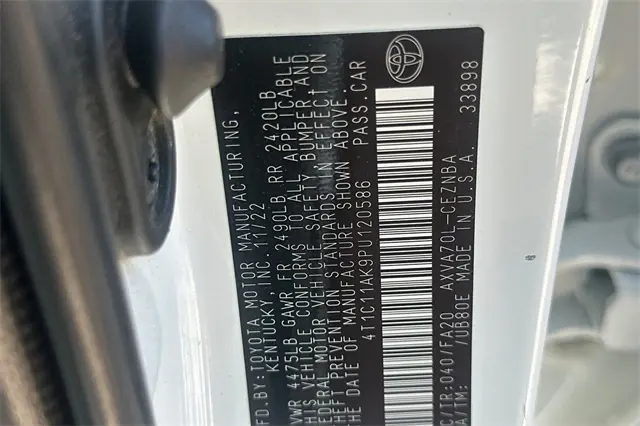 MFD.BY:TOYOTA MOTOR MANUFACTURING,
KENTUCKY, INC. 11/22
GVWR 4475LB GAWR FR 2490LB RR 2420LB
THIS VEHICLE CONFORMS TO ALL APPLICABLE
FEDERAL MOTOR VEHICLE SAFETY, BUMPER AND
THEFT PREVENTION STANDARDS IN EFFECT ON
THE DATE OF MANUFACTURE SHOWN ABOVE.
4T1C11AK9PU120586 PASS.CAR
C/TR:040/FA20 AXVA70L-CEZNBA
A/TM: /UB80E MADE IN U.S.A. 33898